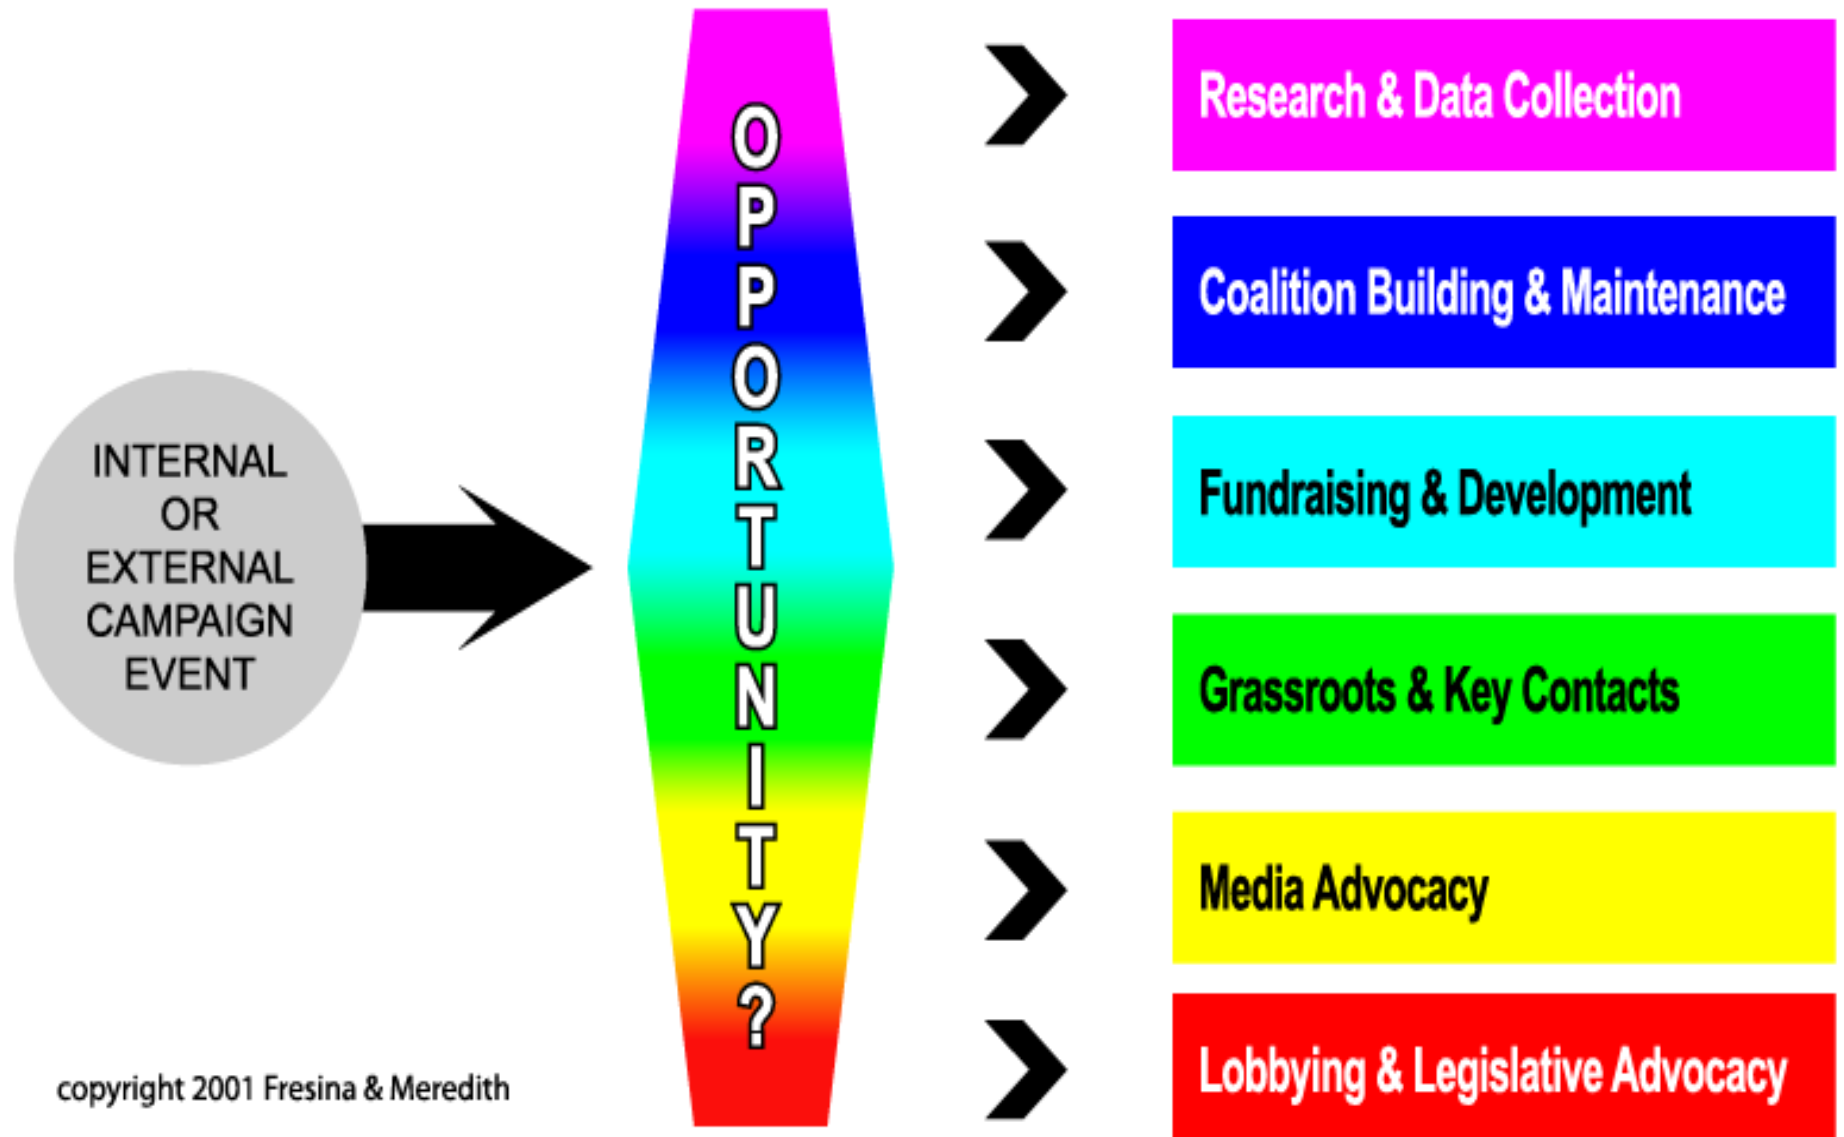 INTERNAL
OR
EXTERNAL
CAMPAIGN
EVENT
OPPORTUNITY?
Research & Data Collection
Coalition Building & Maintenance
Fundraising & Development
Grassroots & Key Contacts
Media Advocacy
Lobbying & Legislative Advocacy
copyright 2001 Fresina & Meredith